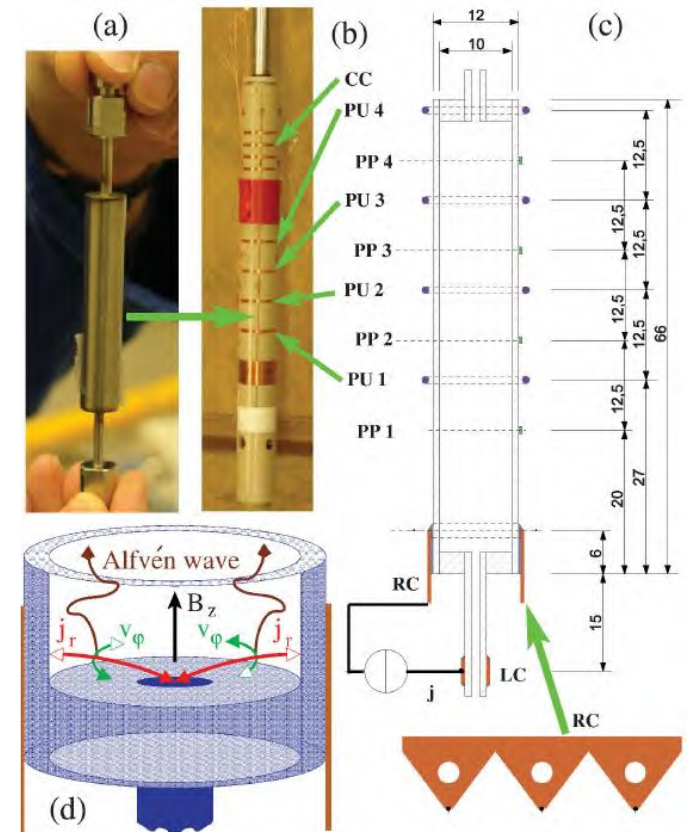 (a)
(b)
CC
PU 4
PU 3
PU 2
PU 1
(c)
12
10
PP 4
PP 3
PP 2
PP 1
12,5
12,5
12,5
12,5
12,5
12,5
66
20
27
6
15
RC
j
LC
RC
Alfvén wave
B z
j r
v φ
v φ
j r
(d)